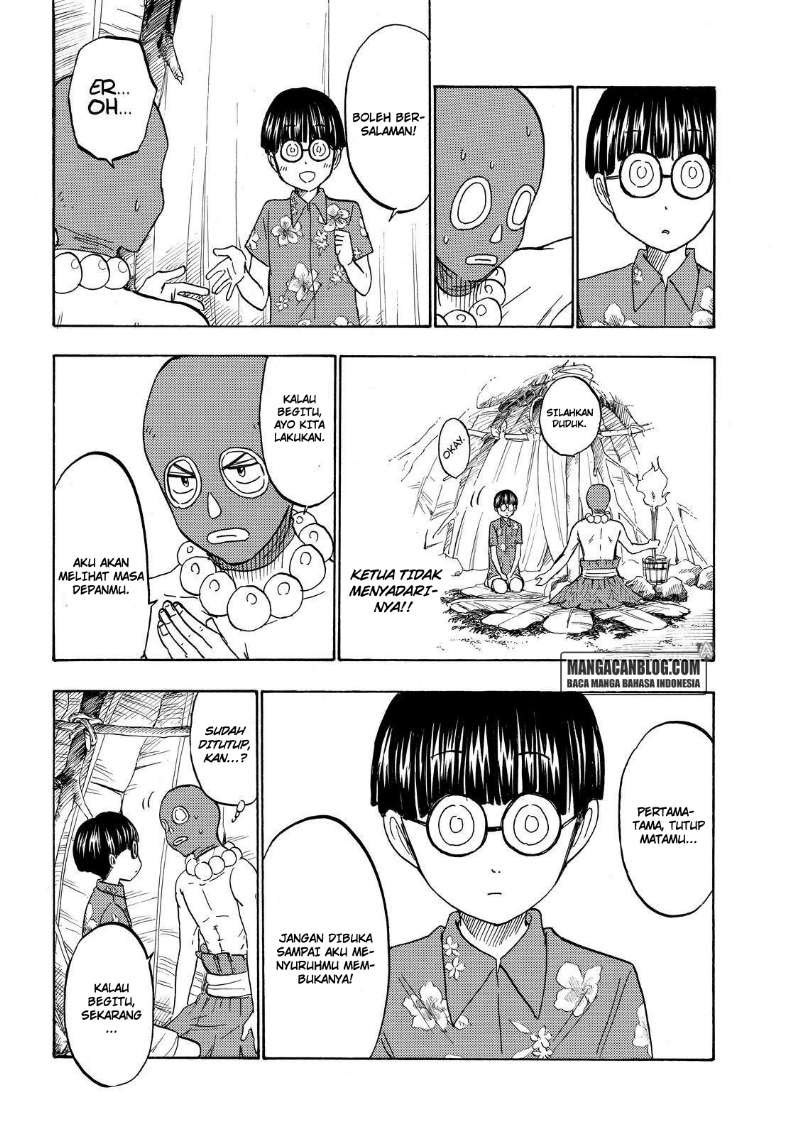 ER...
OH...
BOLEH BER-
SALAMAN!
KALAU
BEGITU,
AYO KITA
LAKUKAN.
AKU AKAN
MELIHAT MASA
DEPANMU.
SILAHKAN
DUDUK.
OKAY.
KETUA TIDAK
MENYADARI-
NYA!!
MANGACANBLOG.COM
BACA MANGA BAHASA INDONESIA
SUDAH
DITUTUP,
KAN...?
KALAU
BEGITU,
SEKARANG
...
PERTAMA-
TAMA, TUTUP
MATAMU...
JANGAN DIBUKA
SAMPAI AKU ME-
NYURUHMU MEM-
BUKANYA!